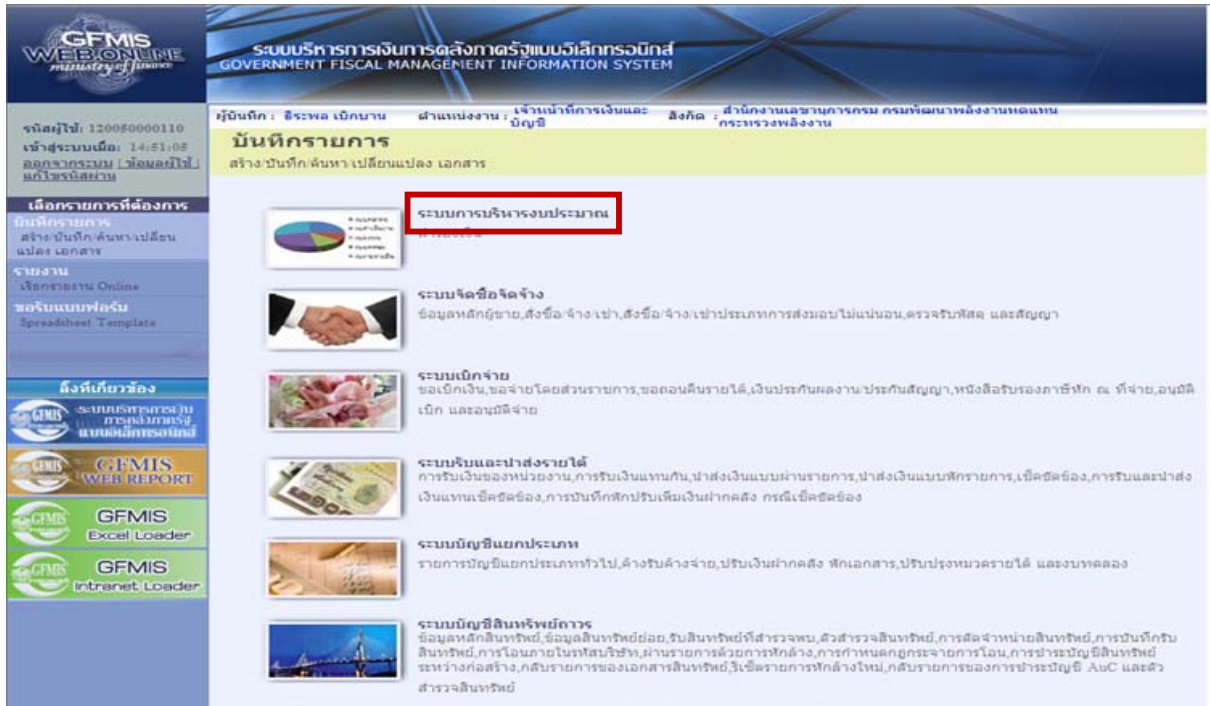 GFMIS
WEB ONLINE
ministry of finance
ระบบบริหารการเงินการคลังภาครัฐแบบอิเล็กทรอนิกส์
GOVERNMENT FISCAL MANAGEMENT INFORMATION SYSTEM
รหัสผู้ใช้: 120050000110
เข้าสู่ระบบเมื่อ: 14:51:05
ออกจากระบบ | ข้อมูลผู้ใช้ |
แก้ไขรหัสผ่าน
ผู้บันทึก : ธีระพล เบิกบาน ตำแหน่งงาน : เจ้าหน้าที่การเงินและบัญชี สังกัด : สำนักงานเลขานุการกรม กรมพัฒนาพลังงานทดแทน กระทรวงพลังงาน
บันทึกรายการ
สร้าง/บันทึก/ค้นหา/เปลี่ยนแปลง เอกสาร
เลือกรายการที่ต้องการ
บันทึกรายการ
สร้าง/บันทึก/ค้นหา/เปลี่ยน
แปลง เอกสาร
รายงาน
เรียกรายงาน Online
ขอรับแบบฟอร์ม
Spreadsheet Template
ลิ้งที่เกี่ยวข้อง
GFMIS
ระบบบริหารการเงิน
การคลังภาครัฐ
แบบอิเล็กทรอนิกส์
GFMIS
GFMIS
WEB REPORT
GFMIS
GFMIS
Excel Loader
GFMIS
GFMIS
Intranet Loader
ระบบการบริหารงบประมาณ
ระบบจัดซื้อจัดจ้าง
ข้อมูลหลักผู้ขาย,สั่งซื้อ/จ้าง/เช่า,สั่งซื้อ/จ้าง/เช่าประเภทการส่งมอบไม่แน่นอน,ตรวจรับพัสดุ และสัญญา
ระบบเบิกจ่าย
ขอเบิกเงิน,ขอจ่ายโดยส่วนราชการ,ขอถอนคืนรายได้,เงินประกันผลงาน/ประกันสัญญา,หนังสือรับรองภาษีหัก ณ ที่จ่าย,อนุมัติ
เบิก และอนุมัติจ่าย
ระบบรับและนำส่งรายได้
การรับเงินของหน่วยงาน,การรับเงินแทนกัน,นำส่งเงินแบบผ่านรายการ,นำส่งเงินแบบพักรายการ,เช็คขัดข้อง,การรับและนำส่ง
เงินแทนเช็คขัดข้อง,การบันทึกพักปรับเพิ่มเงินฝากคลัง กรณีเช็คขัดข้อง
ระบบบัญชีแยกประเภท
รายการบัญชีแยกประเภททั่วไป,ค้างรับค้างจ่าย,ปรับเงินฝากคลัง พักเอกสาร,ปรับปรุงหมวดรายได้ และงบทดลอง
ระบบบัญชีสินทรัพย์ถาวร
ข้อมูลหลักสินทรัพย์,ข้อมูลสินทรัพย์ย่อย,รับสินทรัพย์ที่สำรวจพบ,ตัวสำรวจสินทรัพย์,การตัดจำหน่ายสินทรัพย์,การบันทึกรับ
สินทรัพย์,การโอนภายในรหัสบริษัท,ผ่านรายการด้วยการหักล้าง,การกำหนดกฎกระจายการโอน,การชำระบัญชีสินทรัพย์
ระหว่างก่อสร้าง,กลับรายการของเอกสารสินทรัพย์,รีเซ็ตรายการหักล้างใหม่,กลับรายการของการชำระบัญชี AuC และตัว
สำรวจสินทรัพย์